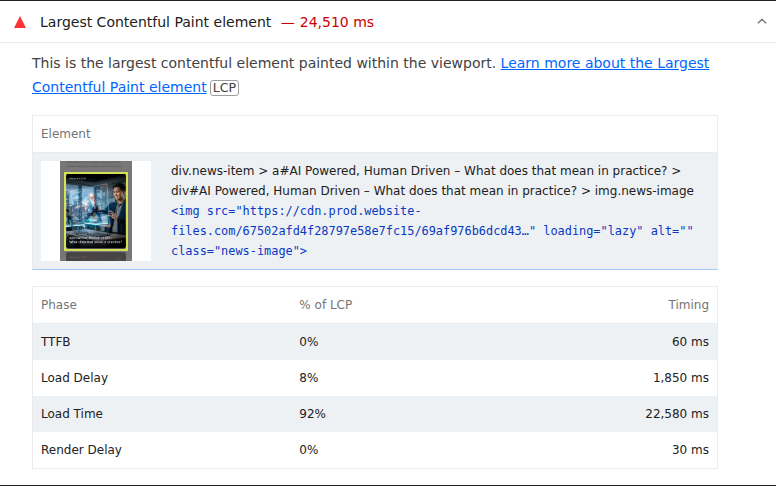 Largest Contentful Paint element — 24,510 ms
This is the largest contentful element painted within the viewport. Learn more about the Largest
Contentful Paint element LCP
Element
div.news-item > a#AI Powered, Human Driven – What does that mean in practice? >
div#AI Powered, Human Driven – What does that mean in practice? > img.news-image
<img src="https://cdn.prod.website-
files.com/67502afd4f28797e58e7fc15/69af976b6dcd43…" loading="lazy" alt=""
class="news-image">
Phase % of LCP Timing
TTFB 0% 60 ms
Load Delay 8% 1,850 ms
Load Time 92% 22,580 ms
Render Delay 0% 30 ms